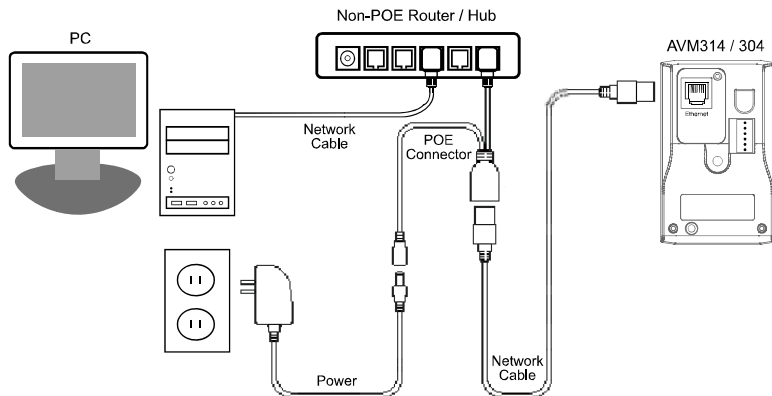 Non-POE Router / Hub
PC
AVM314 / 304
Ethernet
Network
Cable
POE
Connector
Power
Network
Cable